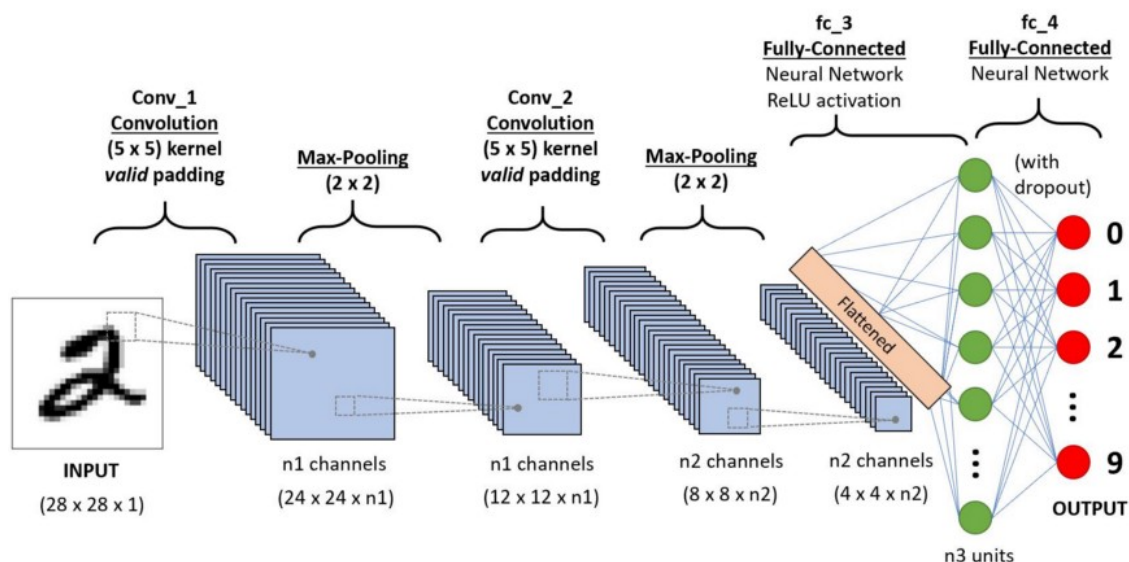 fc_3
Fully-Connected
Neural Network
ReLU activation
fc_4
Fully-Connected
Neural Network
Conv_1
Convolution
(5 x 5) kernel
valid padding
Max-Pooling
(2 x 2)
Conv_2
Convolution
(5 x 5) kernel
valid padding
Max-Pooling
(2 x 2)
(with
dropout)
Flattened
0
1
2
9
INPUT
(28 x 28 x 1)
n1 channels
(24 x 24 x n1)
n1 channels
(12 x 12 x n1)
n2 channels
(8 x 8 x n2)
n2 channels
(4 x 4 x n2)
OUTPUT
n3 units